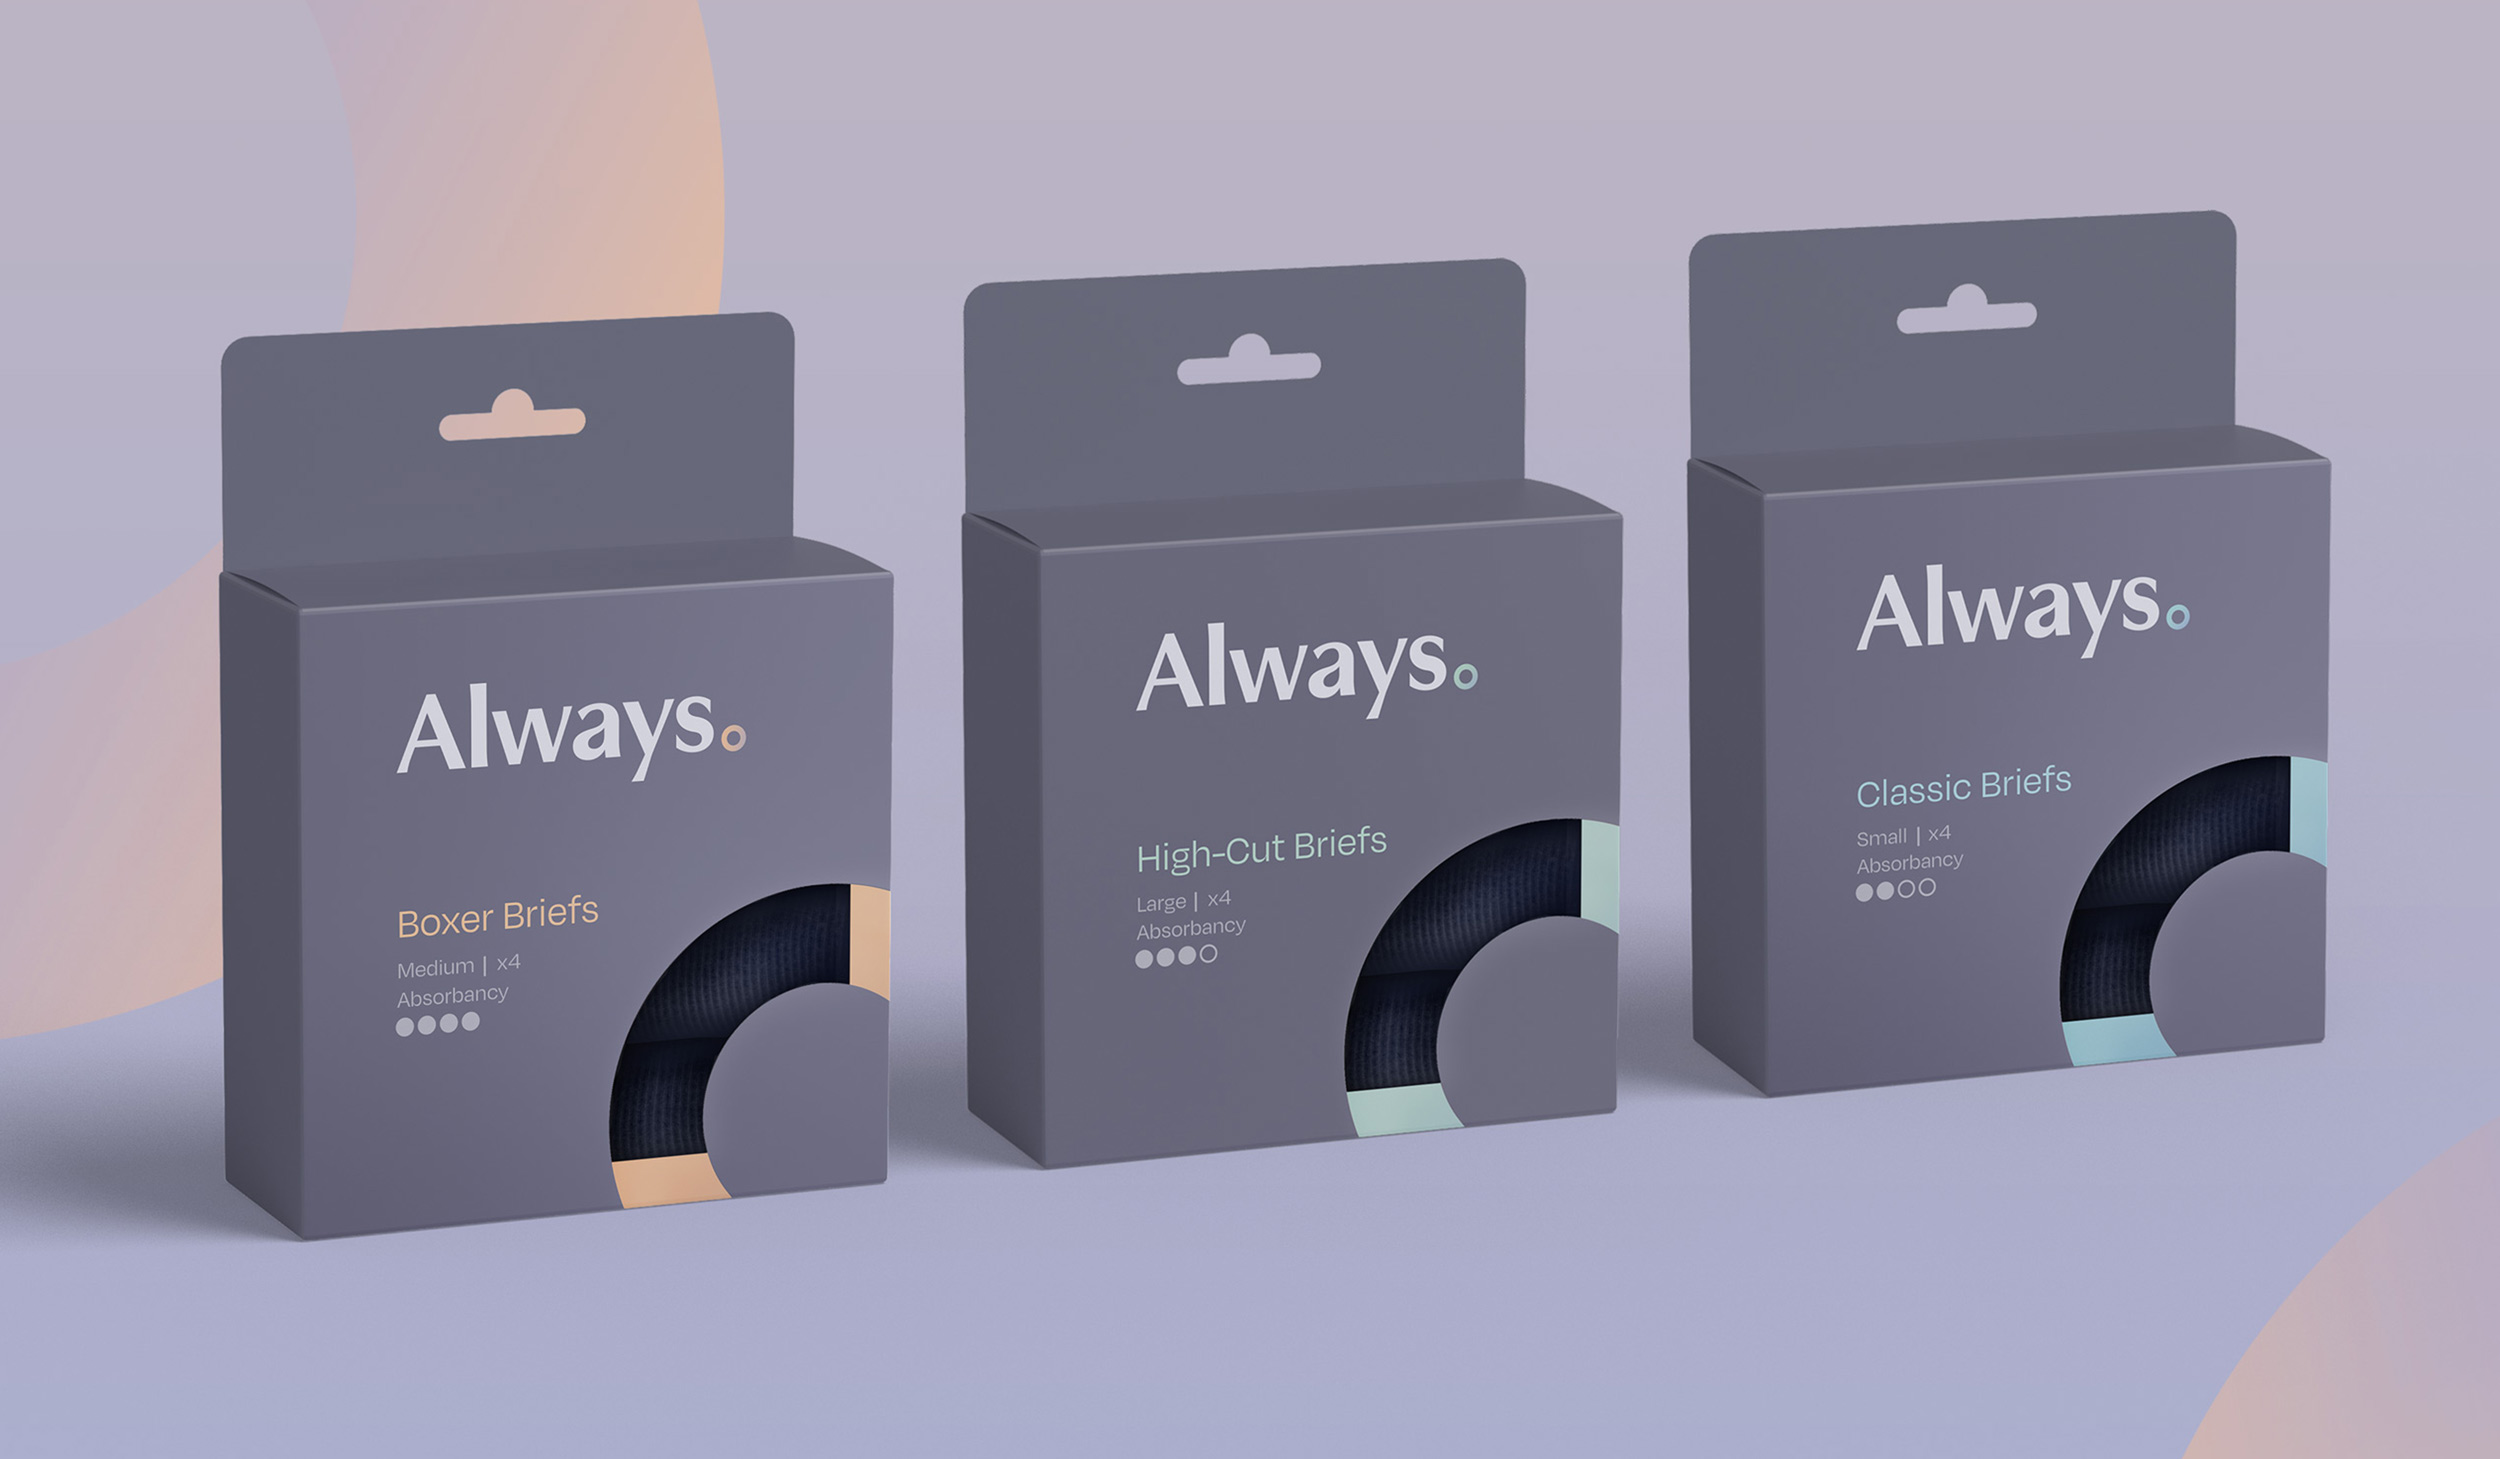 Always
Boxer Briefs
Medium | x4
Absorbancy
Always
High-Cut Briefs
Large | x4
Absorbancy
Always
Classic Briefs
Small | x4
Absorbancy